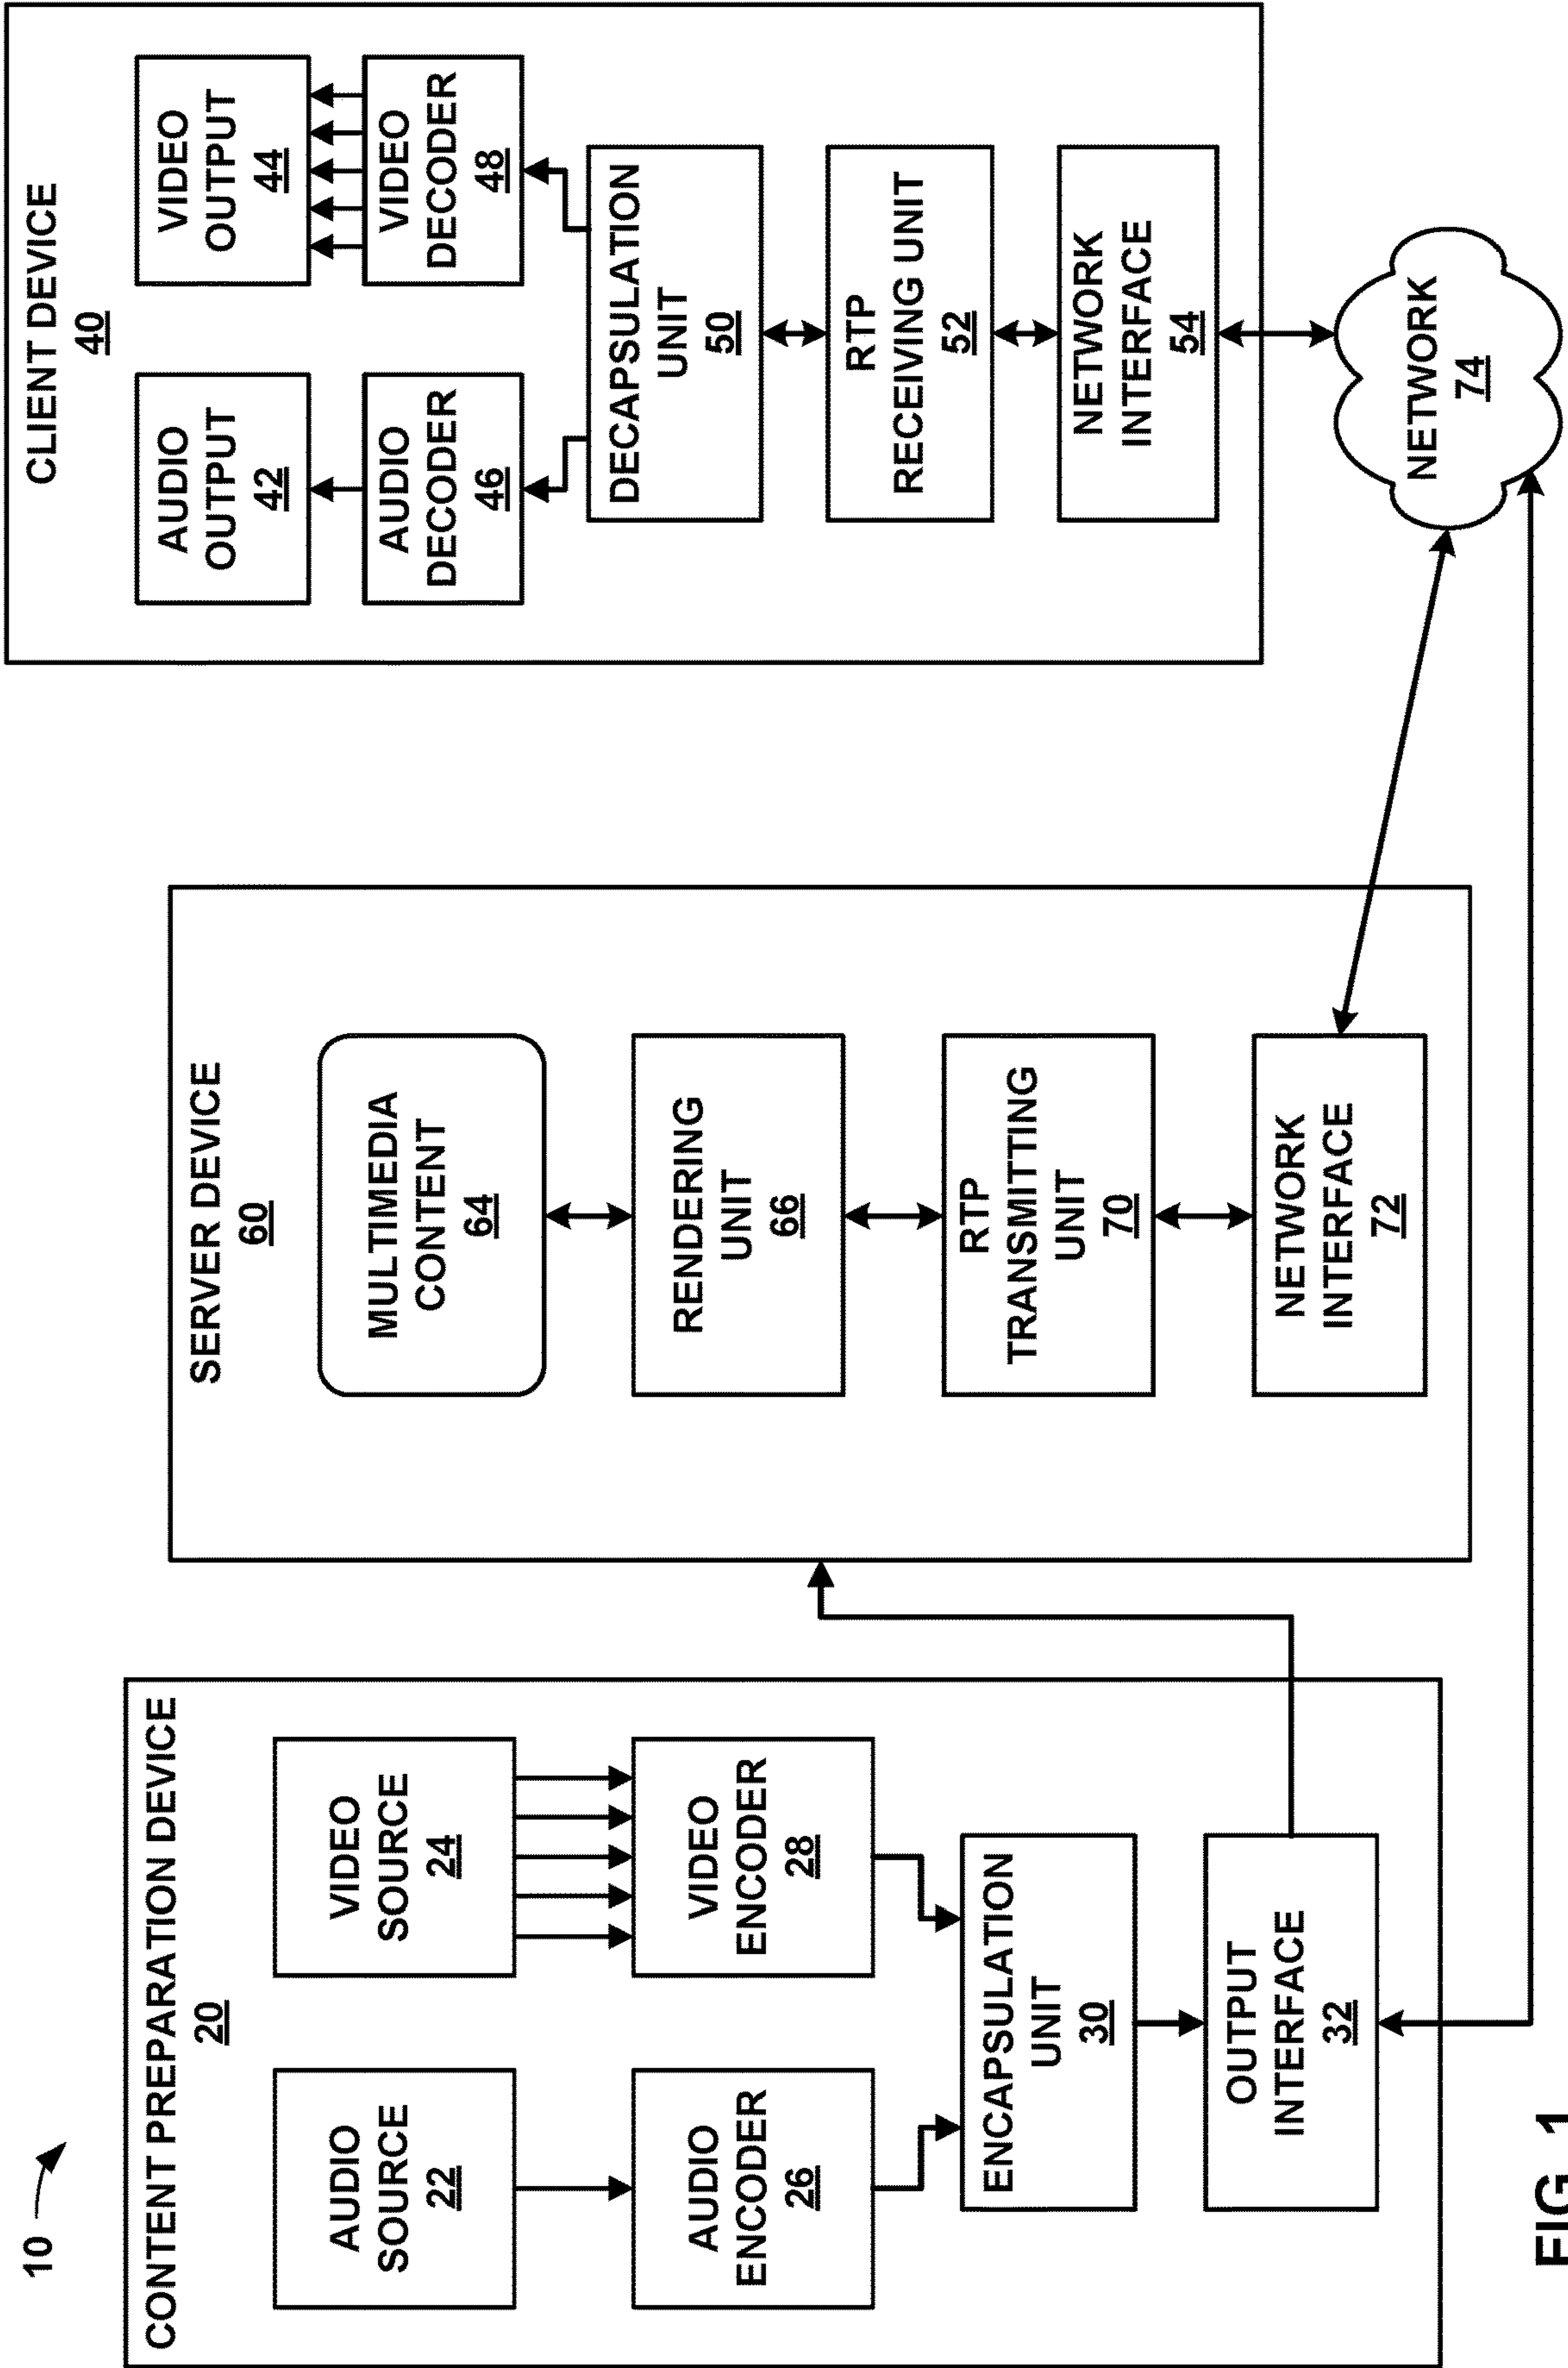 10
CONTENT PREPARATION DEVICE
20
AUDIO
SOURCE
22
VIDEO
SOURCE
24
AUDIO
ENCODER
26
VIDEO
ENCODER
28
ENCAPSULATION
UNIT
30
OUTPUT
INTERFACE
32
SERVER DEVICE
60
MULTIMEDIA
CONTENT
64
RENDERING
UNIT
66
RTP
TRANSMITTING
UNIT
70
NETWORK
INTERFACE
72
CLIENT DEVICE
40
AUDIO
OUTPUT
42
VIDEO
OUTPUT
44
AUDIO
DECODER
46
VIDEO
DECODER
48
DECAPSULATION
UNIT
50
RTP
RECEIVING UNIT
52
NETWORK
INTERFACE
54
NETWORK
74
FIG. 1